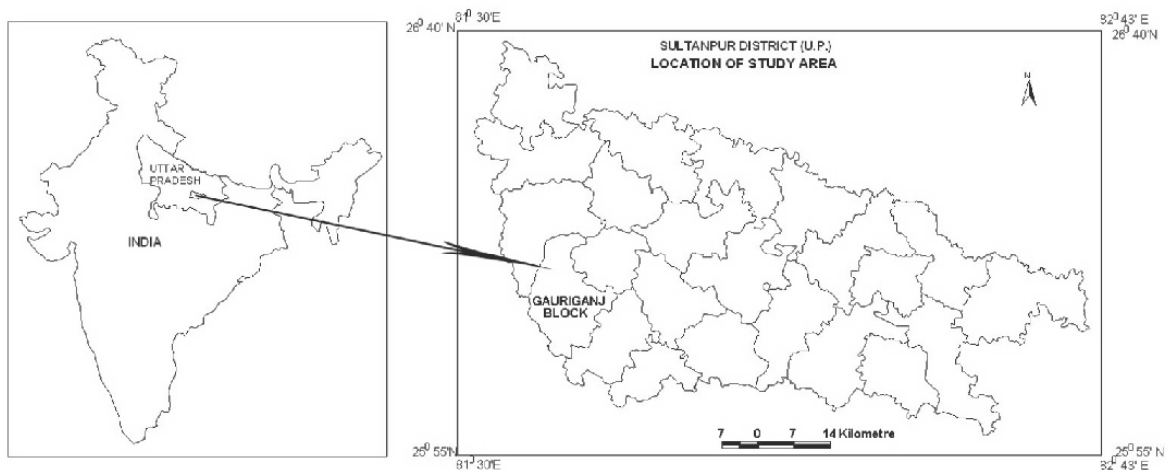 UTTAR
PRADESH
INDIA
81⁰ 30'E
26⁰ 40'N
82⁰ 43' E
26⁰ 40'N
SULTANPUR DISTRICT (U.P.)
LOCATION OF STUDY AREA
N
GAURIGANJ
BLOCK
7 0 7 14 Kilometre
25⁰ 55'N
81⁰ 30'E
25⁰ 55'N
82⁰ 43' E